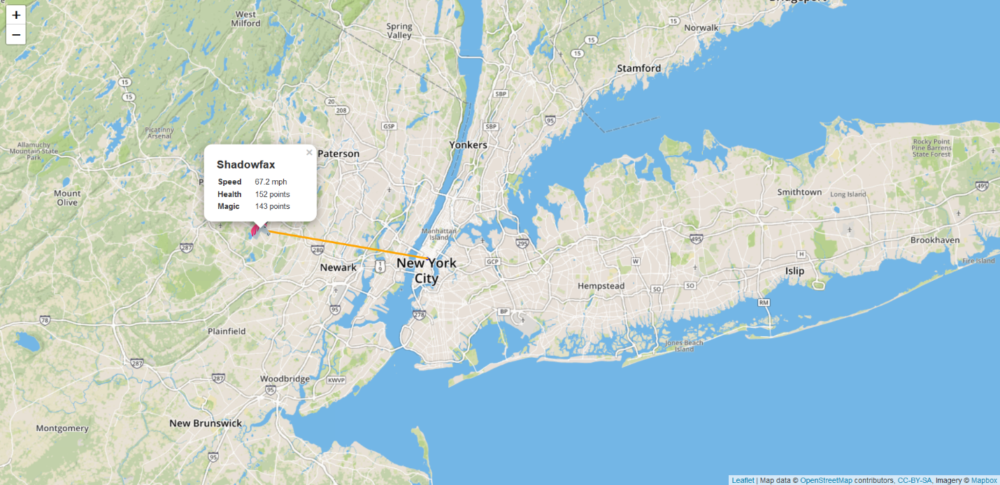 +
−
West
Milford
Spring
Valley
Norwalk
15
15
15
Stamford
15
15
SBP
20
208
95
Picatinny
Arsenal
GSP
SBP
Allamuchy
Mountain State
Park
Yonkers
Rocky Point
Pine Barrens
State Forest
Paterson
×
Shadowfax
Speed 67.2 mph
Health 152 points
Magic 143 points
Mount
Olive
Smithtown
Long Island
495
Manhattan
Island
287
280
295
495
Brookhaven
New York
City
Newark
1
9
GCP
W
H
Islip
Fire Island
Hempstead
SO
SO
RM
95
278
BP
78
Plainfield
Jones Beach
Island
287
287
Woodbridge
KWVP
95
New Brunswick
Montgomery
95
Leaflet | Map data © OpenStreetMap contributors, CC-BY-SA, Imagery © Mapbox